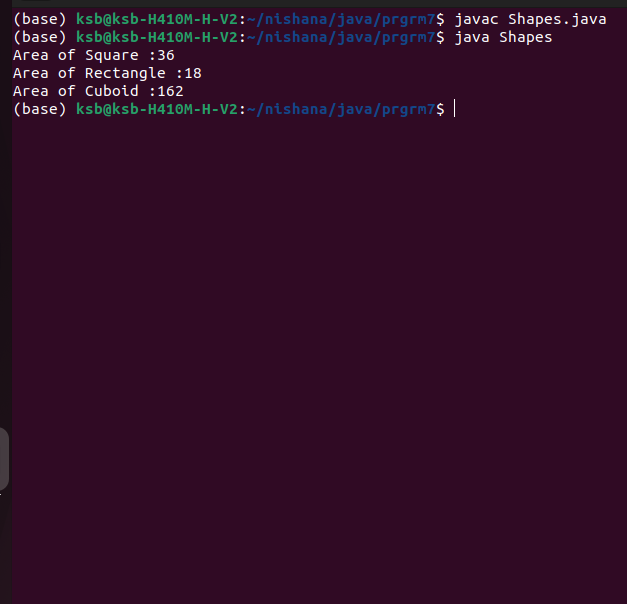 (base) ksb@ksb-H410M-H-V2:~/nishana/java/prgrm7$ javac Shapes.java
(base) ksb@ksb-H410M-H-V2:~/nishana/java/prgrm7$ java Shapes
Area of Square :36
Area of Rectangle :18
Area of Cuboid :162
(base) ksb@ksb-H410M-H-V2:~/nishana/java/prgrm7$